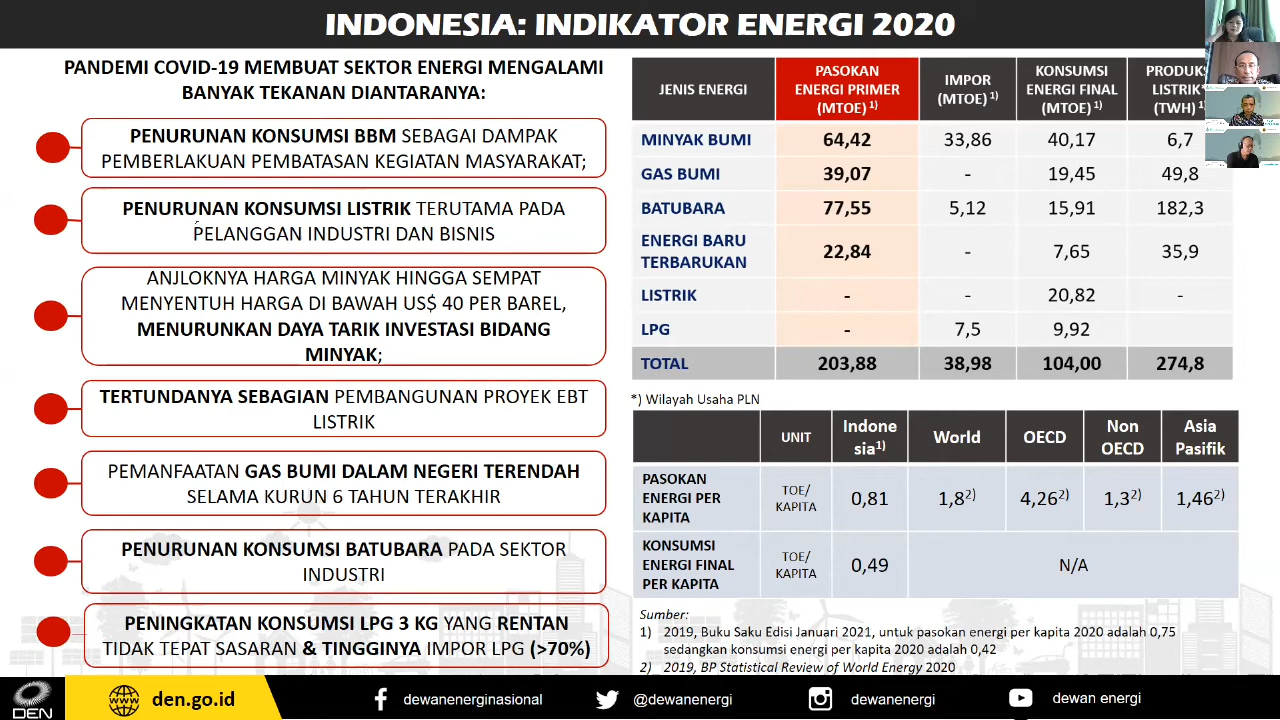 INDONESIA: INDIKATOR ENERGI 2020
PANDEMI COVID-19 MEMBUAT SEKTOR ENERGI MENGALAMI
BANYAK TEKANAN DIANTARANYA:
PENURUNAN KONSUMSI BBM SEBAGAI DAMPAK
PEMBERLAKUAN PEMBATASAN KEGIATAN MASYARAKAT;
PENURUNAN KONSUMSI LISTRIK TERUTAMA PADA
PELANGGAN INDUSTRI DAN BISNIS
ANJLOKNYA HARGA MINYAK HINGGA SEMPAT
MENYENTUH HARGA DI BAWAH US$ 40 PER BAREL,
MENURUNKAN DAYA TARIK INVESTASI BIDANG
MINYAK;
TERTUNDANYA SEBAGIAN PEMBANGUNAN PROYEK EBT
LISTRIK
PEMANFAATAN GAS BUMI DALAM NEGERI TERENDAH
SELAMA KURUN 6 TAHUN TERAKHIR
PENURUNAN KONSUMSI BATUBARA PADA SEKTOR
INDUSTRI
PENINGKATAN KONSUMSI LPG 3 KG YANG RENTAN
TIDAK TEPAT SASARAN & TINGGINYA IMPOR LPG (>70%)
JENIS ENERGI
PASOKAN
ENERGI PRIMER
(MTOE) 1)
IMPOR
(MTOE) 1)
KONSUMSI
ENERGI FINAL
(MTOE) 1)
PRODUKS
LISTRIK*
(TWH) 1
MINYAK BUMI 64,42 33,86 40,17 6,7
GAS BUMI 39,07 - 19,45 49,8
BATUBARA 77,55 5,12 15,91 182,3
ENERGI BARU
TERBARUKAN 22,84 - 7,65 35,9
LISTRIK - - 20,82 -
LPG - 7,5 9,92
TOTAL 203,88 38,98 104,00 274,8
*) Wilayah Usaha PLN
UNIT
Indone
sia1)
World
OECD
Non
OECD
Asia
Pasifik
PASOKAN
ENERGI PER
KAPITA
TOE/
KAPITA
0,81 1,82) 4,262) 1,32) 1,462)
KONSUMSI
ENERGI FINAL
PER KAPITA
TOE/
KAPITA
0,49 N/A
Sumber:
1) 2019, Buku Saku Edisi Januari 2021, untuk pasokan energi per kapita 2020 adalah 0,75
sedangkan konsumsi energi per kapita 2020 adalah 0,42
2) 2019, BP Statistical Review of World Energy 2020
DEN
den.go.id
dewanenerginasional
@dewanenergi
dewanenergi
dewan energi